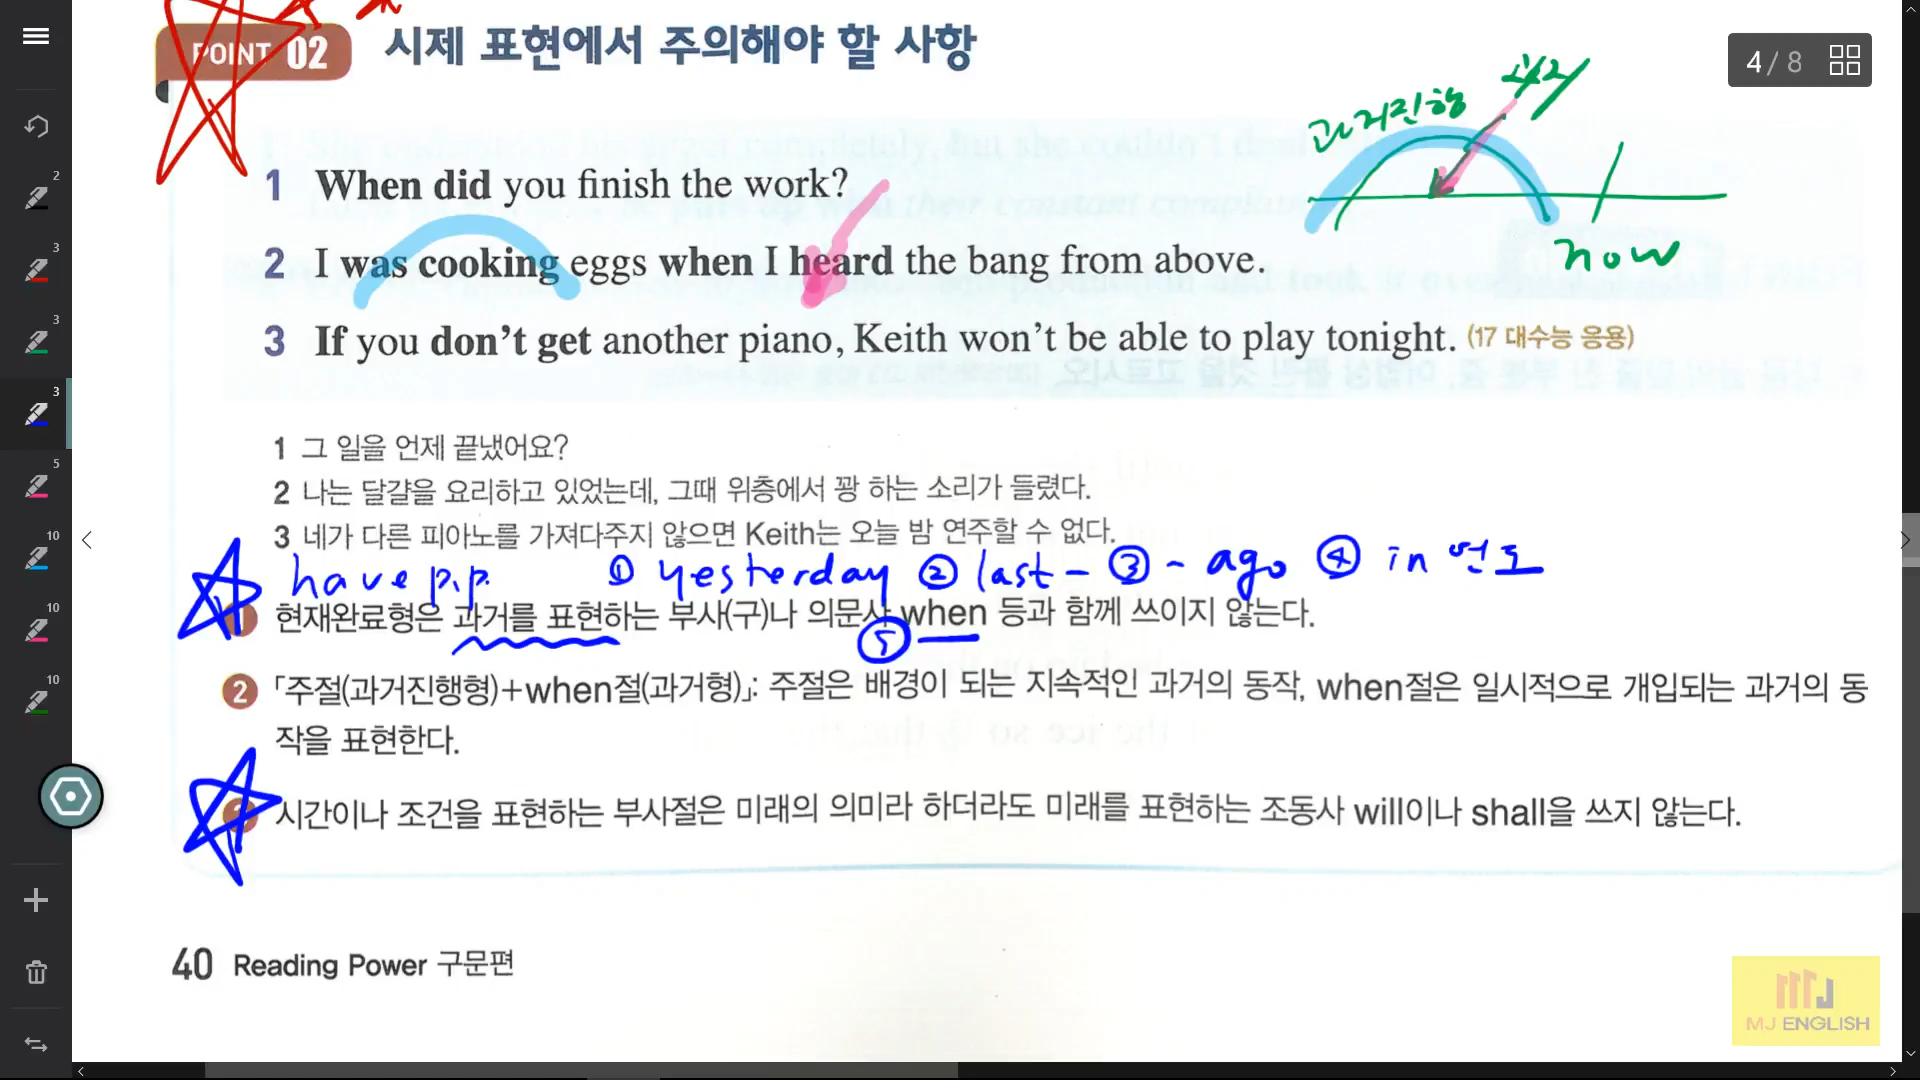 POINT 02 시제 표현에서 주의해야 할 사항
4 / 8
과거진행
과거
1 When did you finish the work?
now
2 I was cooking eggs when I heard the bang from above.
3 If you don't get another piano, Keith won't be able to play tonight. (17 대수능 응용)
1 그 일을 언제 끝냈어요?
2 나는 달걀을 요리하고 있었는데, 그때 위층에서 꽝 하는 소리가 들렸다.
3 네가 다른 피아노를 가져다주지 않으면 Keith는 오늘 밤 연주할 수 없다.
have p.p. ① yesterday ② last - ③ - ago ④ in 연도
1 현재완료형은 과거를 표현하는 부사(구)나 의문사 when 등과 함께 쓰이지 않는다.
⑤
2 「주절(과거진행형)+when절(과거형)」: 주절은 배경이 되는 지속적인 과거의 동작, when절은 일시적으로 개입되는 과거의 동
작을 표현한다.
3 시간이나 조건을 표현하는 부사절은 미래의 의미라 하더라도 미래를 표현하는 조동사 will이나 shall을 쓰지 않는다.
40 Reading Power 구문편
MJ ENGLISH
2
3
3
3
5
10
10
10